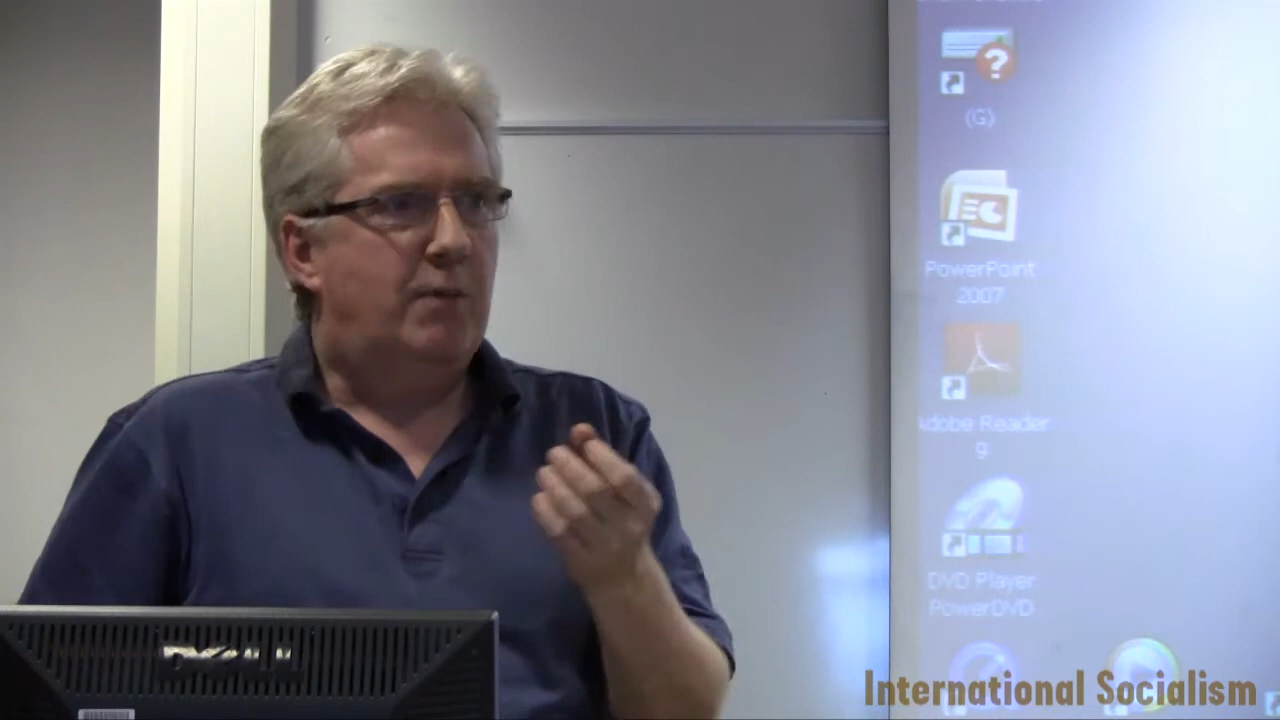 ?
(G)
PowerPoint
2007
Adobe Reader
9
DVD Player
PowerDVD
DELL
International Socialism